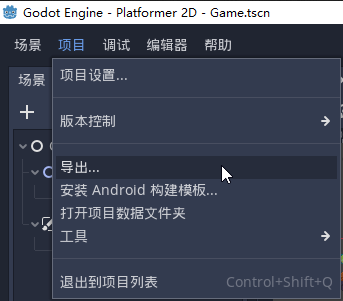 Godot Engine - Platformer 2D - Game.tscn
场景 项目 调试 编辑器 帮助
场景
项目设置...
版本控制
导出...
安装 Android 构建模板...
打开项目数据文件夹
工具
退出到项目列表 Control+Shift+Q